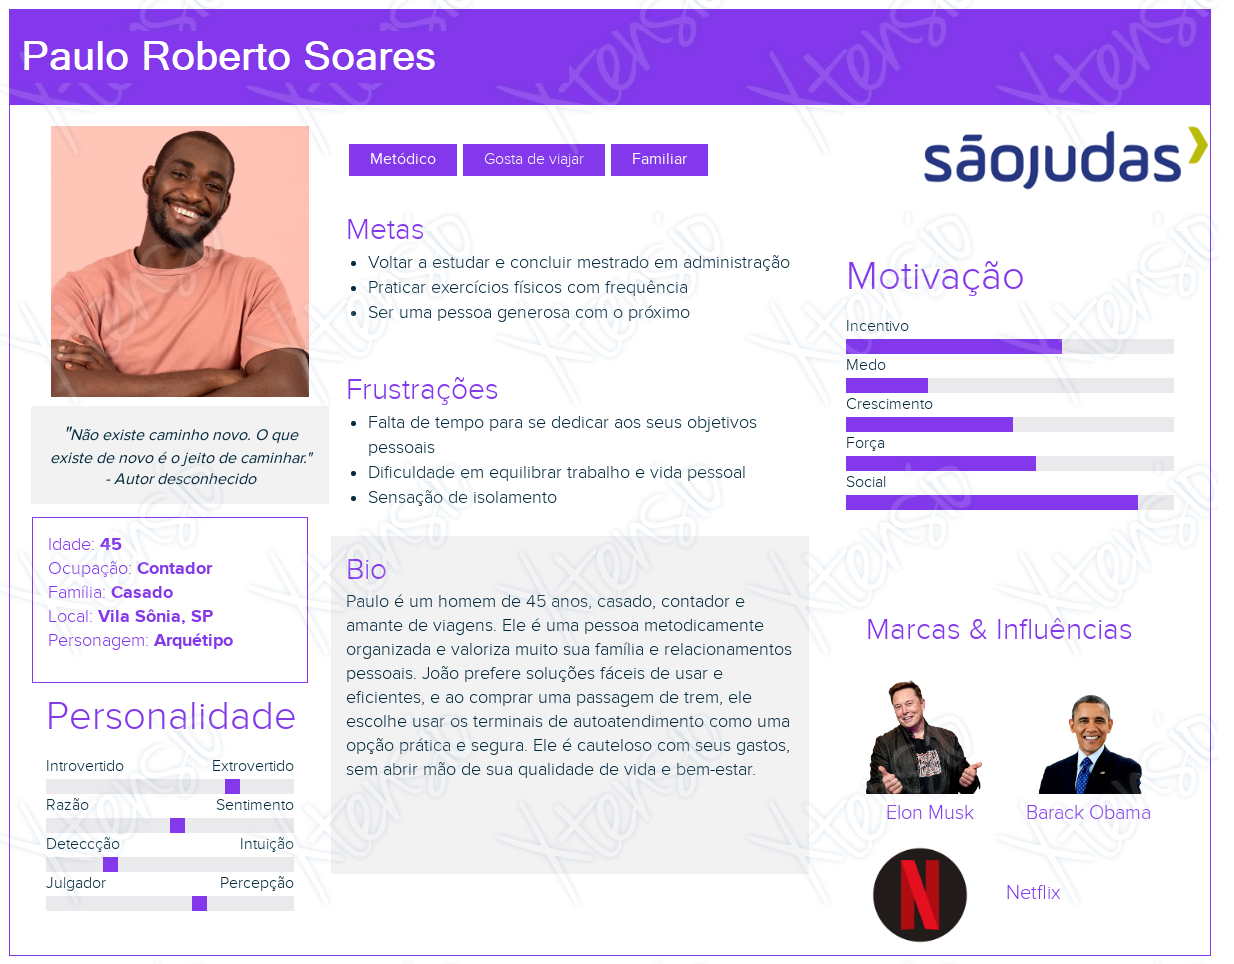 Paulo Roberto Soares
Metódico
Gosta de viajar
Familiar
sãojudas
Metas
Voltar a estudar e concluir mestrado em administração
Praticar exercícios físicos com frequência
Ser uma pessoa generosa com o próximo
Frustrações
Falta de tempo para se dedicar aos seus objetivos
pessoais
Dificuldade em equilibrar trabalho e vida pessoal
Sensação de isolamento
"Não existe caminho novo. O que
existe de novo é o jeito de caminhar."
- Autor desconhecido
Idade: 45
Ocupação: Contador
Família: Casado
Local: Vila Sônia, SP
Personagem: Arquétipo
Personalidade
Introvertido Extrovertido
Razão Sentimento
Deteccção Intuição
Julgador Percepção
Bio
Paulo é um homem de 45 anos, casado, contador e
amante de viagens. Ele é uma pessoa metodicamente
organizada e valoriza muito sua família e relacionamentos
pessoais. João prefere soluções fáceis de usar e
eficientes, e ao comprar uma passagem de trem, ele
escolhe usar os terminais de autoatendimento como uma
opção prática e segura. Ele é cauteloso com seus gastos,
sem abrir mão de sua qualidade de vida e bem-estar.
Motivação
Incentivo
Medo
Crescimento
Força
Social
Marcas & Influências
Elon Musk
Barack Obama
N
Netflix
Xtensio